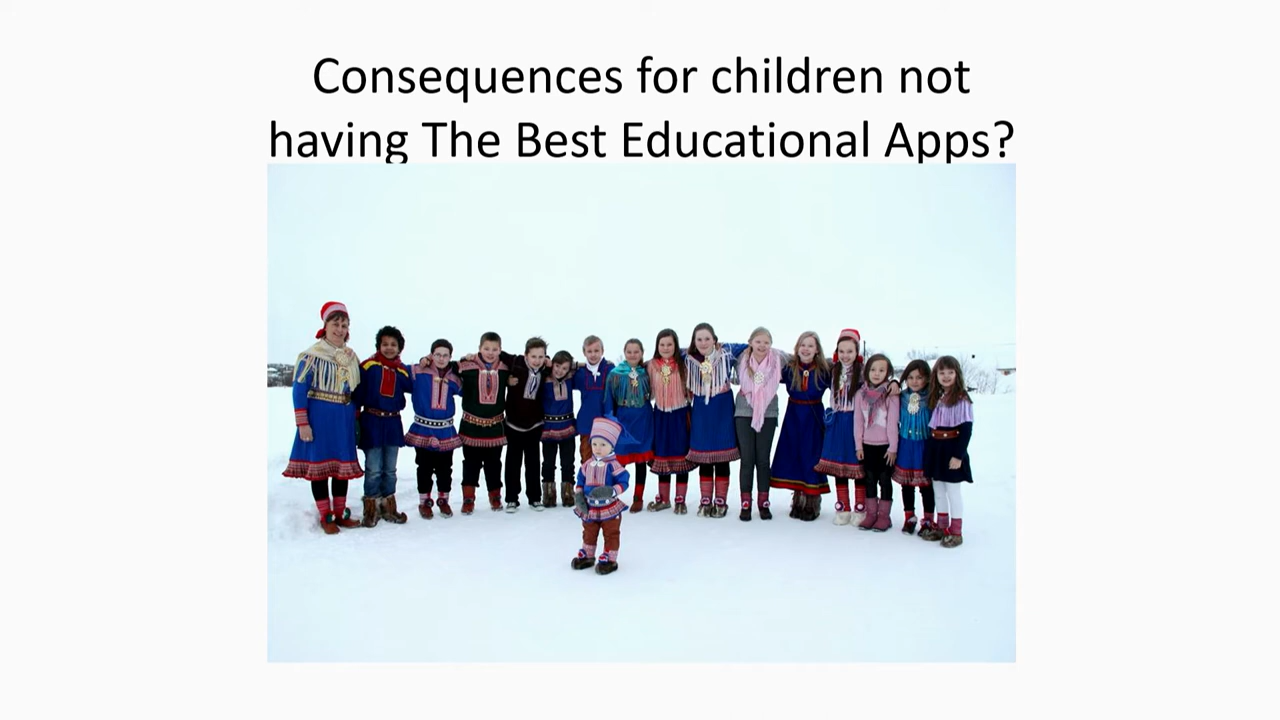 Consequences for children not
having The Best Educational Apps?